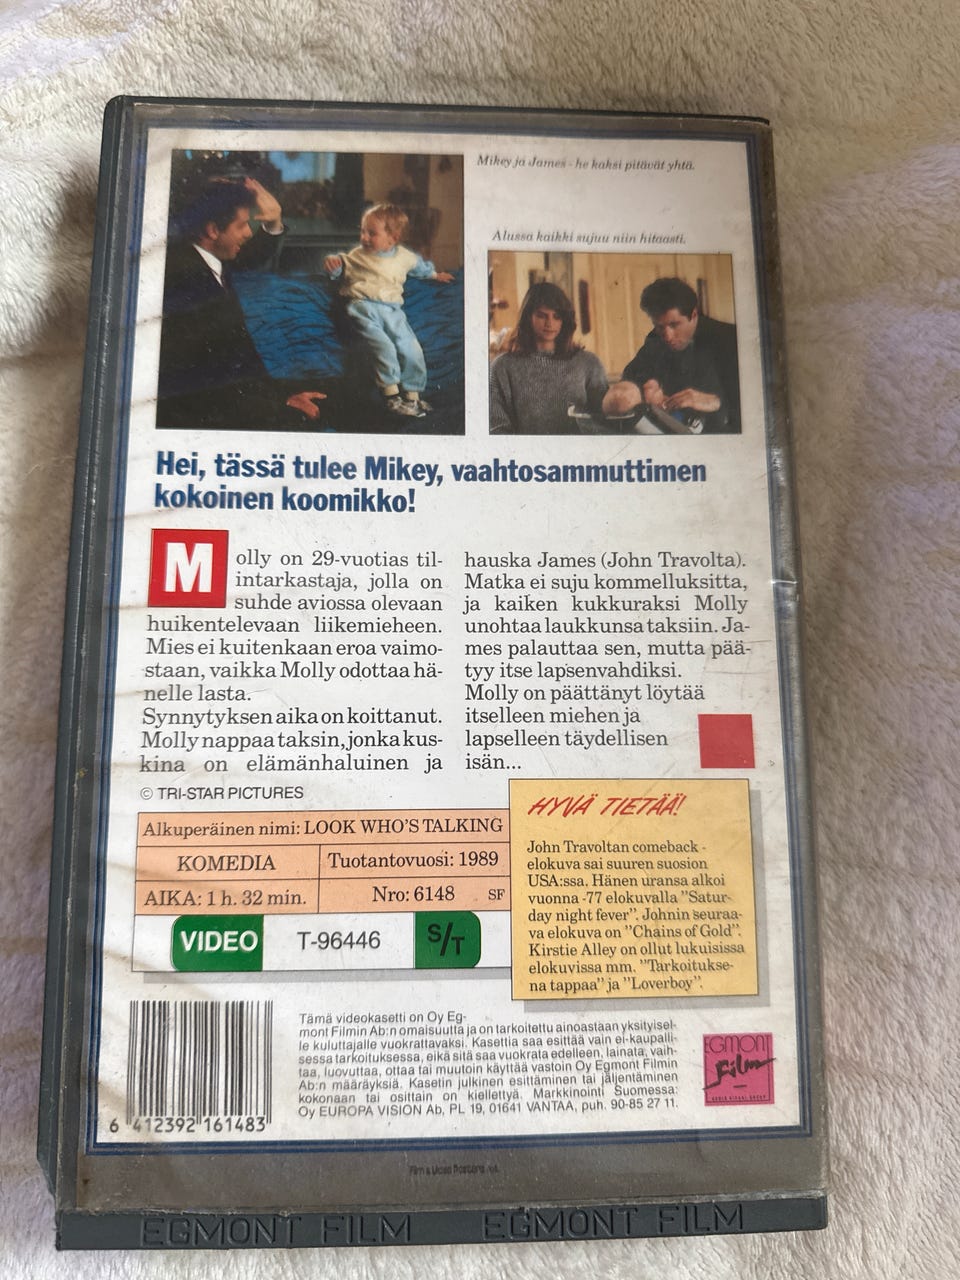 Mikey ja James - he kaksi pitävät yhtä.
Alussa kaikki sujuu niin hitaasti.
Hei, tässä tulee Mikey, vaahtosammuttimen
kokoinen koomikko!
Molly on 29-vuotias til-
intarkastaja, jolla on
suhde aviossa olevaan
huikentelevaan liikemieheen.
Mies ei kuitenkaan eroa vaimo-
staan, vaikka Molly odottaa hä-
nelle lasta.
Synnytyksen aika on koittanut.
Molly nappaa taksin, jonka kus-
kina on elämänhaluinen ja
hauska James (John Travolta).
Matka ei suju kommelluksitta,
ja kaiken kukkuraksi Molly
unohtaa laukkunsa taksiin. Ja-
mes palauttaa sen, mutta pää-
tyy itse lapsenvahdiksi.
Molly on päättänyt löytää
itselleen miehen ja
lapselleen täydellisen
isän...
© TRI-STAR PICTURES
Alkuperäinen nimi: LOOK WHO'S TALKING
KOMEDIA
Tuotantovuosi: 1989
AIKA: 1 h. 32 min.
Nro: 6148 SF
VIDEO T-96446 S/T
HYVÄ TIETÄÄ!
John Travoltan comeback -
elokuva sai suuren suosion
USA:ssa. Hänen uransa alkoi
vuonna -77 elokuvalla "Satur-
day night fever". Johnin seuraa-
va elokuva on "Chains of Gold".
Kirstie Alley on ollut lukuisissa
elokuvissa mm. "Tarkoitukse-
na tappaa" ja "Loverboy".
Tämä videokasetti on Oy Eg-
mont Filmin Ab:n omaisuutta ja on tarkoitettu ainoastaan yksityisel-
le kuluttajalle vuokrattavaksi. Kasettia saa esittää vain ei-kaupalli-
sessa tarkoituksessa, eikä sitä saa vuokrata edelleen, lainata, vaih-
taa, luovuttaa, ottaa tai muutoin käyttää vastoin Oy Egmont Filmin
Ab:n määräyksiä. Kasetin julkinen esittäminen tai jäljentäminen
kokonaan tai osittain on kiellettyä. Markkinointi Suomessa:
Oy EUROPA VISION Ab, PL 19, 01641 VANTAA, puh. 90-85 27 11.
6 412392 161483
EGMONT
Film
EGMONT FILM EGMONT FILM